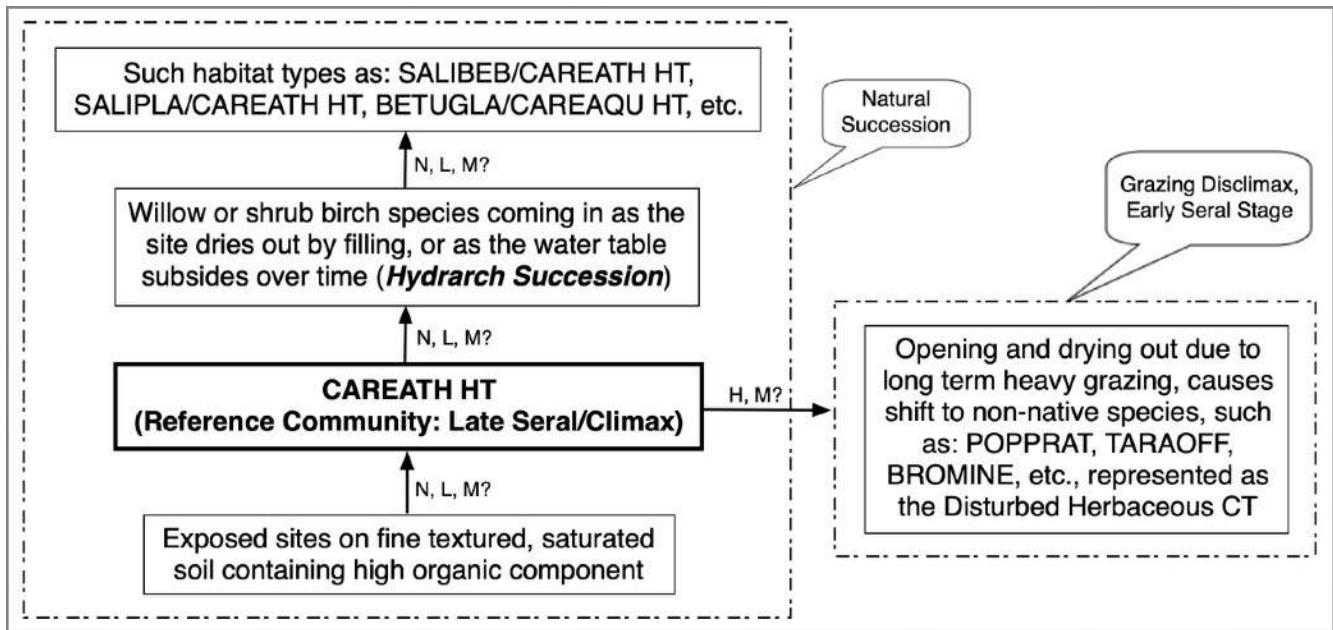 Such habitat types as: SALIBEB/CAREATH HT,
SALIPLA/CAREATH HT, BETUGLA/CAREAQU HT, etc.
N, L, M?
Willow or shrub birch species coming in as the
site dries out by filling, or as the water table
subsides over time (Hydrarch Succession)
N, L, M?
CAREATH HT
(Reference Community: Late Seral/Climax)
N, L, M?
Exposed sites on fine textured, saturated
soil containing high organic component
H, M?
Natural
Succession
Grazing Disclimax,
Early Seral Stage
Opening and drying out due to
long term heavy grazing, causes
shift to non-native species, such
as: POPPRAT, TARAOFF,
BROMINE, etc., represented as
the Disturbed Herbaceous CT